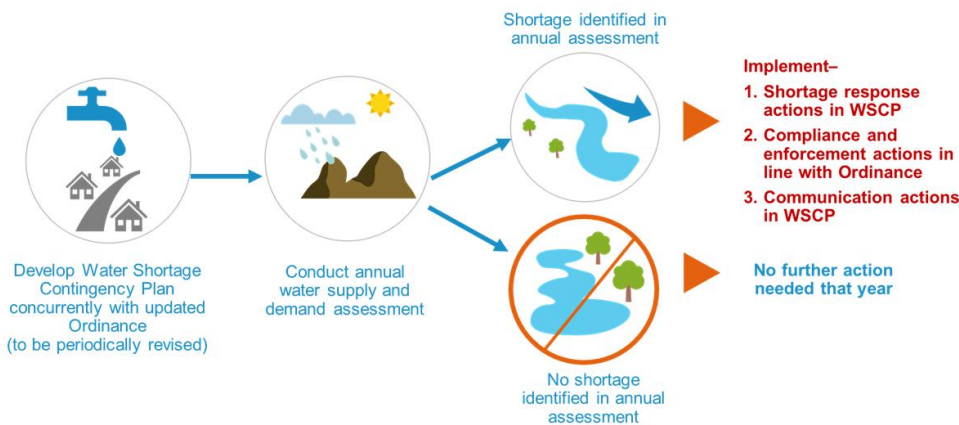 Develop Water Shortage
Contingency Plan
concurrently with updated
Ordinance
(to be periodically revised)
Conduct annual
water supply and
demand assessment
Shortage identified in
annual assessment
Implement–
1. Shortage response
actions in WSCP
2. Compliance and
enforcement actions in
line with Ordinance
3. Communication actions
in WSCP
No shortage
identified in annual
assessment
No further action
needed that year